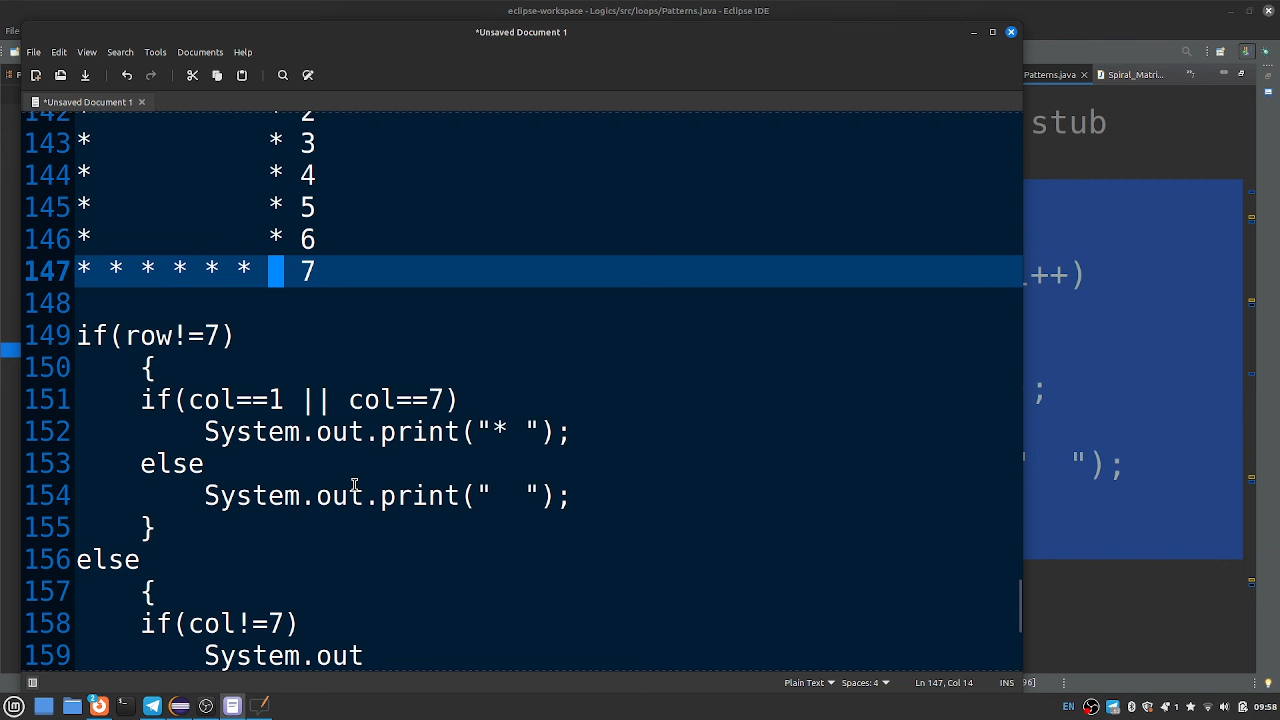 eclipse-workspace - Logics/src/loops/Patterns.java - Eclipse IDE
*Unsaved Document 1
File Edit View Search Tools Documents Help
*Unsaved Document 1
Patterns.java
Spiral_Matri...
stub
142 * * 2
143 * * 3
144 * * 4
145 * * 5
146 * * 6
147 * * * * * * 7
++)
148
149 if(row!=7)
150 {
151 if(col==1 || col==7)
;
152 System.out.print("* ");
153 else
" ");
154 System.out.print("  ");
155 }
156 else
157 {
158 if(col!=7)
159 System.out
Plain Text Spaces: 4 Ln 147, Col 14 INS
96]
EN 1 09:58